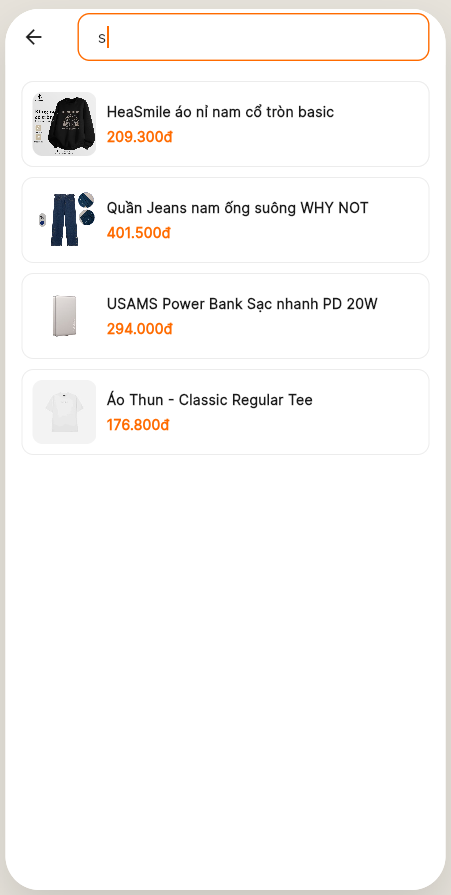 s
HeaSmile áo nỉ nam cổ tròn basic
209.300đ
Quần Jeans nam ống suông WHY NOT
401.500đ
USAMS Power Bank Sạc nhanh PD 20W
294.000đ
Áo Thun - Classic Regular Tee
176.800đ